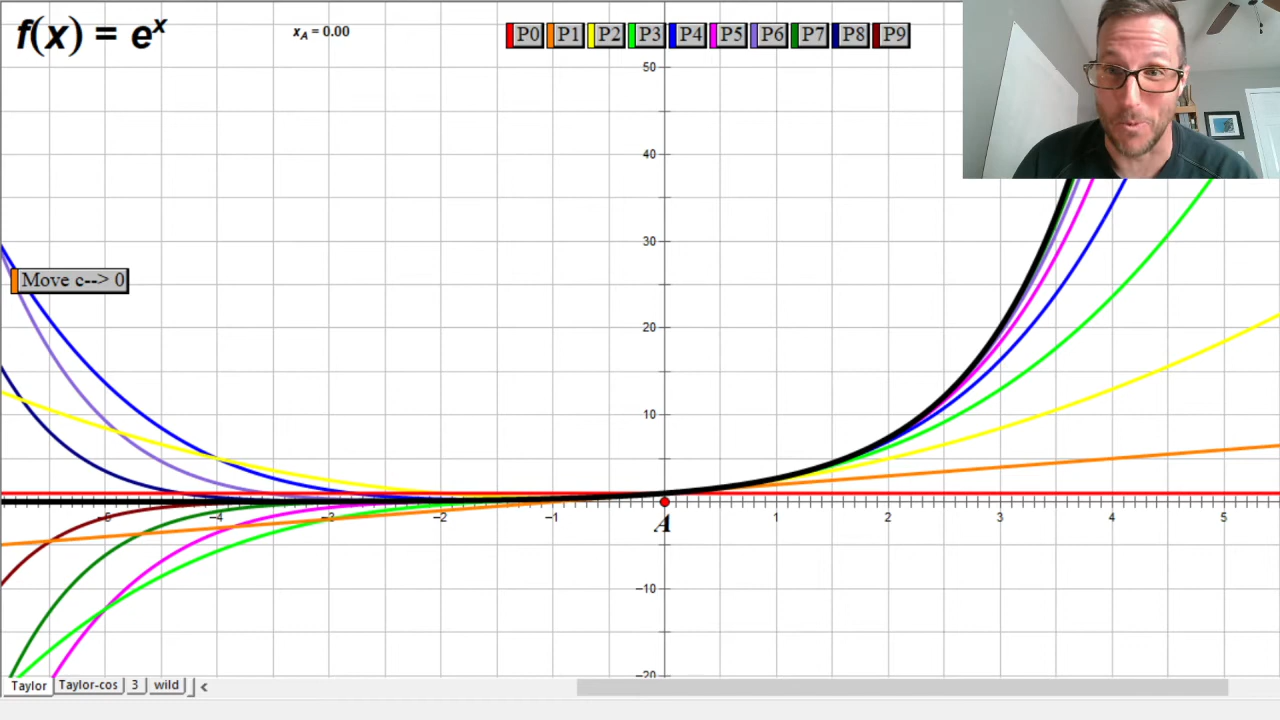 f(x) = e^x
x_A = 0.00
P0 P1 P2 P3 P4 P5 P6 P7 P8 P9
50
40
30
Move c--> 0
20
10
-5 -4 -3 -2 -1 1 2 3 4 5
A
-10
-20
Taylor Taylor-cos 3 wild <